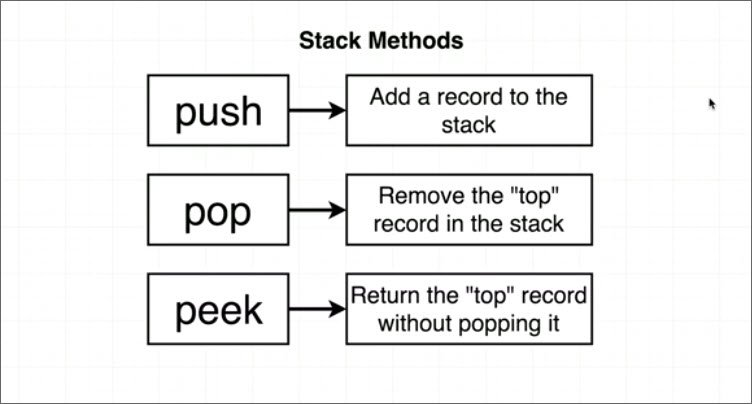 Stack Methods
push
Add a record to the
stack
pop
Remove the "top"
record in the stack
peek
Return the "top" record
without popping it